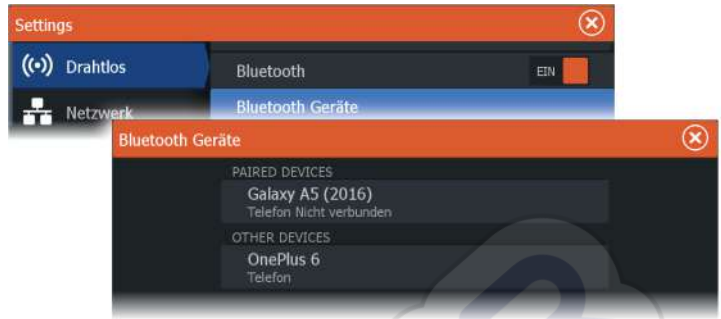 Settings
Drahtlos
Bluetooth
EIN
Netzwerk
Bluetooth Geräte
Bluetooth Geräte
PAIRED DEVICES
Galaxy A5 (2016)
Telefon Nicht verbunden
OTHER DEVICES
OnePlus 6
Telefon